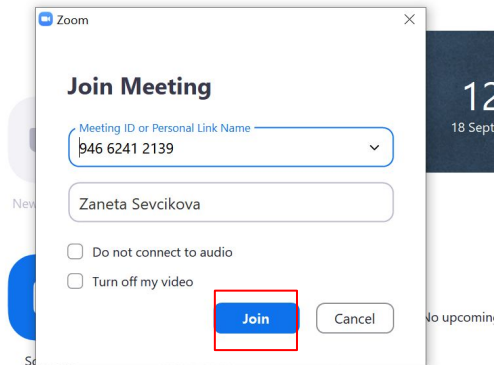 Zoom
Join Meeting
Meeting ID or Personal Link Name
946 6241 2139
Zaneta Sevcikova
Do not connect to audio
Turn off my video
Join
Cancel
12
18 Sept
New
No upcoming